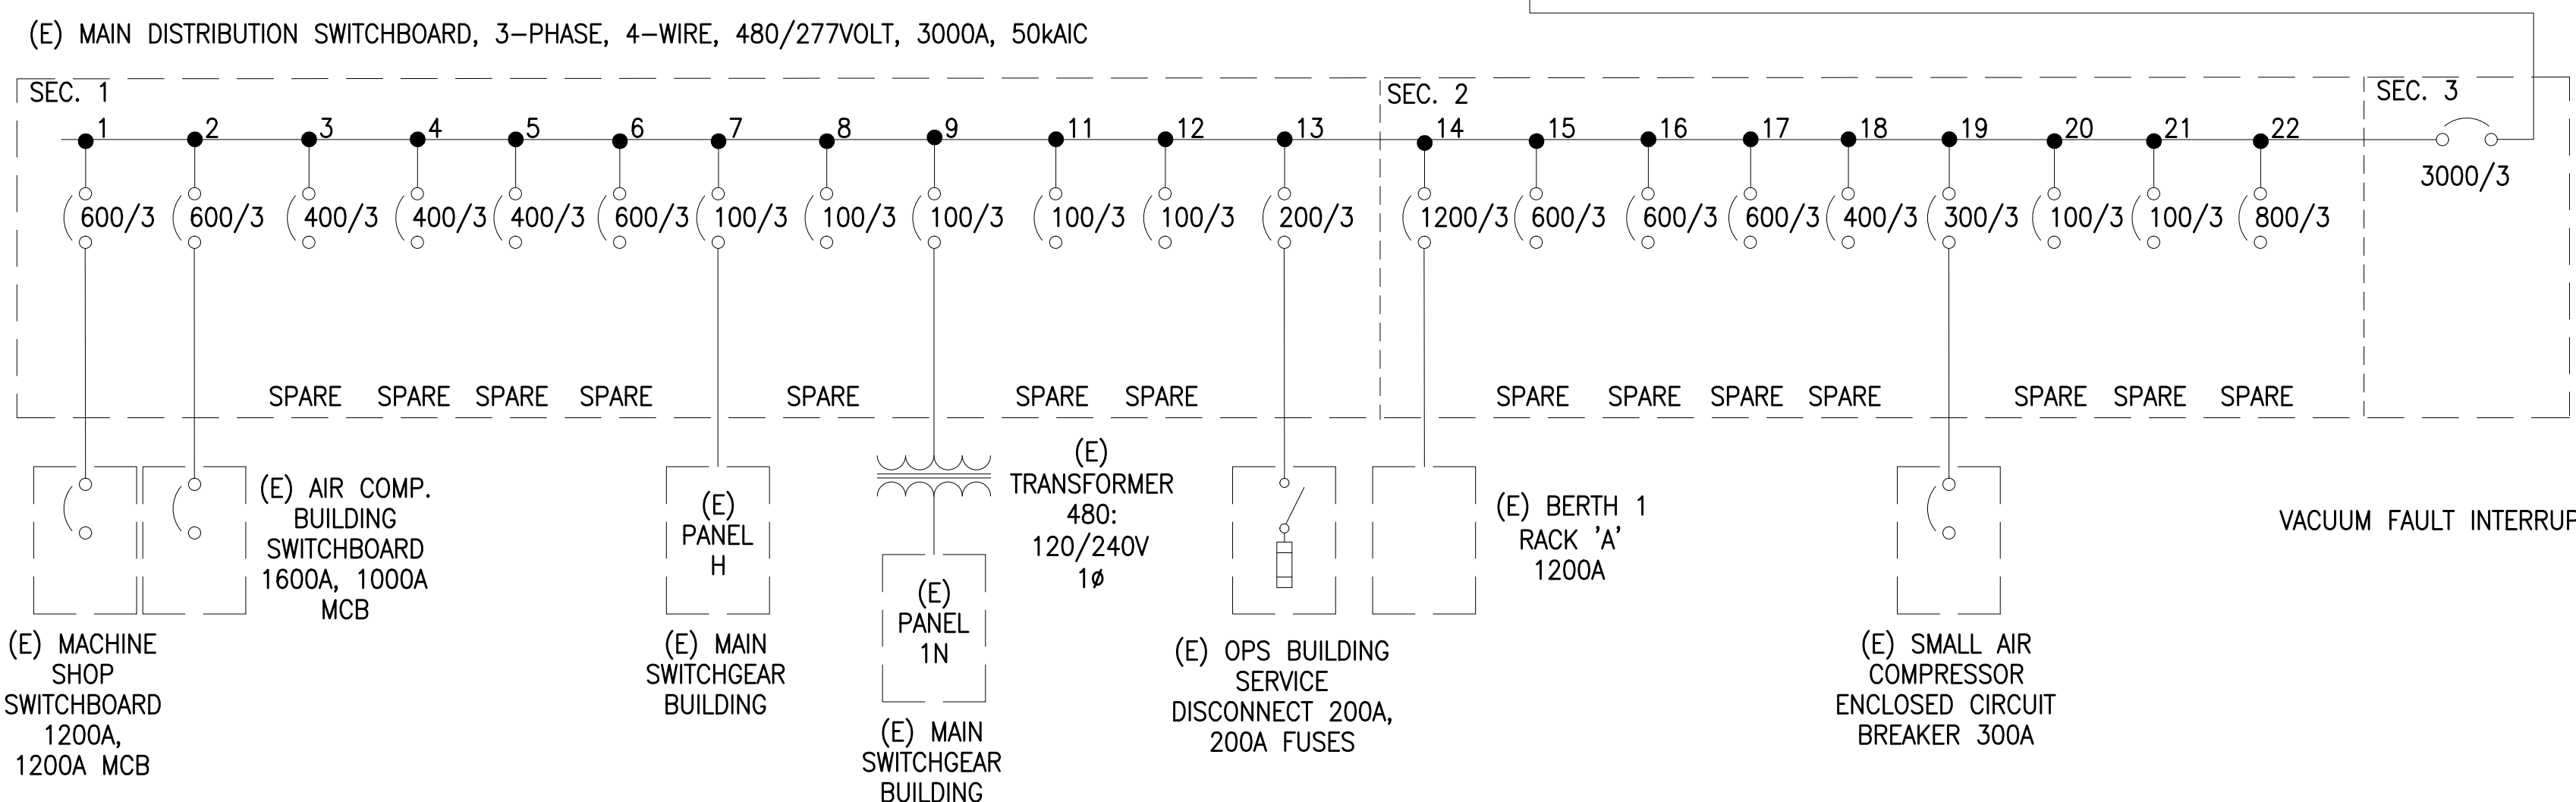 (E) MAIN DISTRIBUTION SWITCHBOARD, 3-PHASE, 4-WIRE, 480/277VOLT, 3000A, 50kAIC
SEC. 1
SEC. 2
SEC. 3
1 2 3 4 5 6 7 8 9 11 12 13 14 15 16 17 18 19 20 21 22
3000/3
600/3 600/3 400/3 400/3 400/3 600/3 100/3 100/3 100/3 100/3 100/3 200/3 1200/3 600/3 600/3 600/3 400/3 300/3 100/3 100/3 800/3
SPARE SPARE SPARE SPARE SPARE SPARE SPARE SPARE SPARE SPARE SPARE SPARE SPARE SPARE
(E) MACHINE
SHOP
SWITCHBOARD
1200A,
1200A MCB
(E) AIR COMP.
BUILDING
SWITCHBOARD
1600A, 1000A
MCB
(E)
PANEL
H
(E) MAIN
SWITCHGEAR
BUILDING
(E)
TRANSFORMER
480:
120/240V
1ø
(E)
PANEL
1N
(E) MAIN
SWITCHGEAR
BUILDING
(E) OPS BUILDING
SERVICE
DISCONNECT 200A,
200A FUSES
(E) BERTH 1
RACK 'A'
1200A
(E) SMALL AIR
COMPRESSOR
ENCLOSED CIRCUIT
BREAKER 300A
VACUUM FAULT INTERRUP